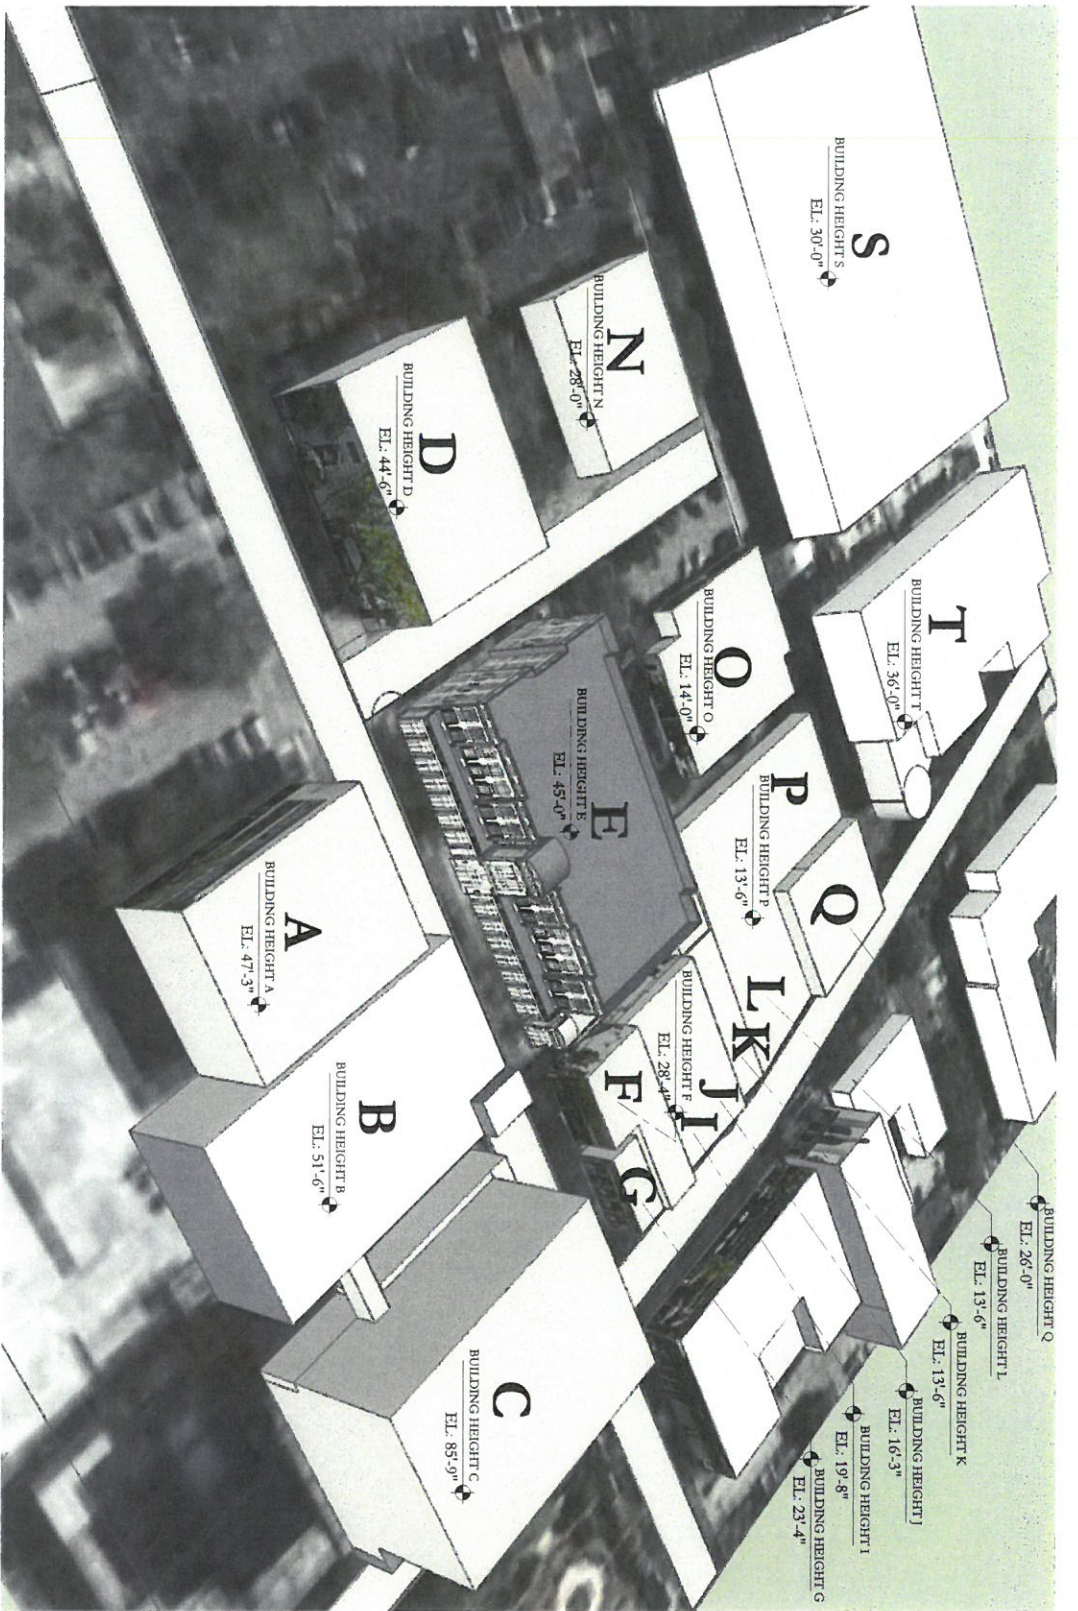 S
BUILDING HEIGHT S
EL: 30'-0"
N
BUILDING HEIGHT N
EL: 28'-0"
D
BUILDING HEIGHT D
EL: 44'-6"
T
BUILDING HEIGHT T
EL: 36'-0"
O
BUILDING HEIGHT O
EL: 14'-0"
E
BUILDING HEIGHT E
EL: 45'-0"
P
BUILDING HEIGHT P
EL: 13'-6"
Q
L
K
J
I
BUILDING HEIGHT F
EL: 28'-4"
F
G
A
BUILDING HEIGHT A
EL: 47'-3"
B
BUILDING HEIGHT B
EL: 51'-6"
C
BUILDING HEIGHT C
EL: 85'-9"
BUILDING HEIGHT Q
EL: 26'-0"
BUILDING HEIGHT L
EL: 13'-6"
BUILDING HEIGHT K
EL: 13'-6"
BUILDING HEIGHT J
EL: 16'-3"
BUILDING HEIGHT I
EL: 19'-8"
BUILDING HEIGHT G
EL: 23'-4"